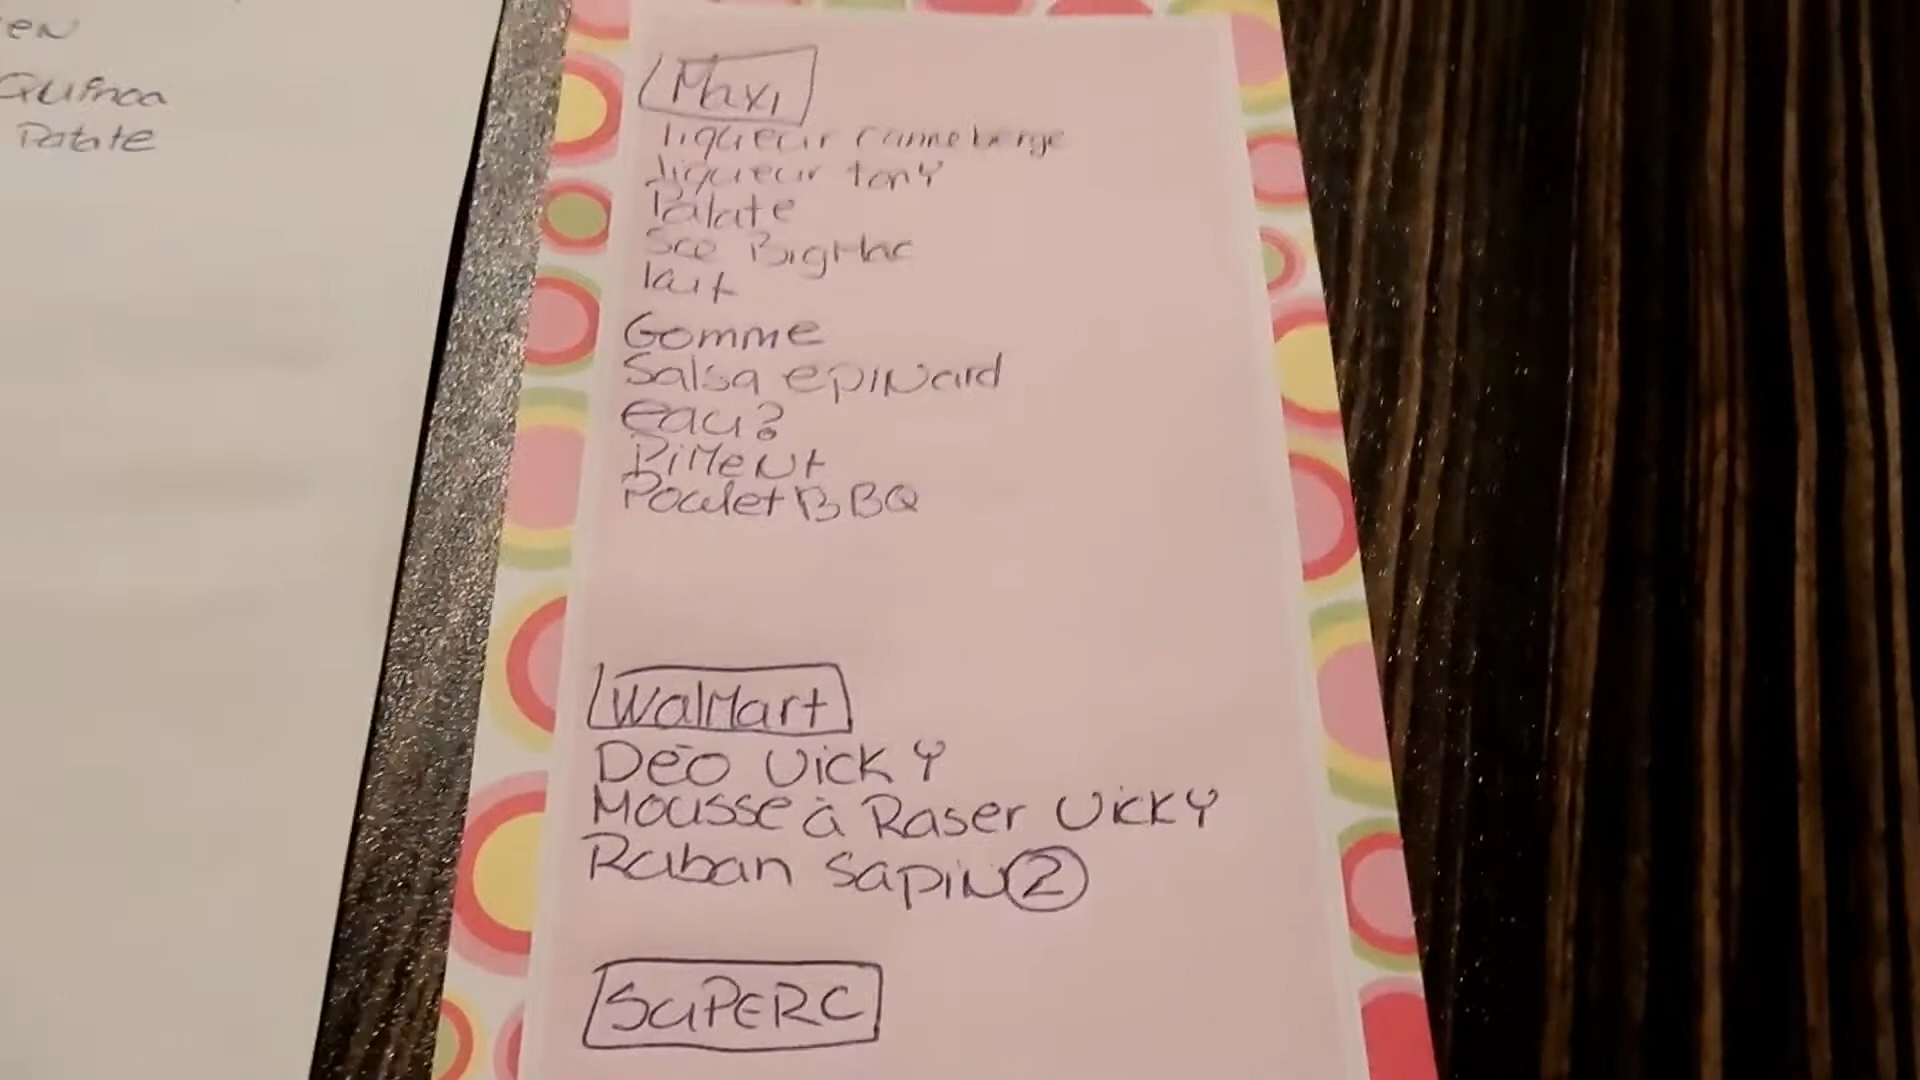 en
Quinoa
Patate
Maxi
liqueur canneberge
liqueur tony
Patate
Sce BigMac
lait
Gomme
Salsa epinard
eau?
Piment
Poulet BBQ
WalMart
Déo Vicky
Mousse à Raser Vicky
Ruban Sapin 2
SuPERC